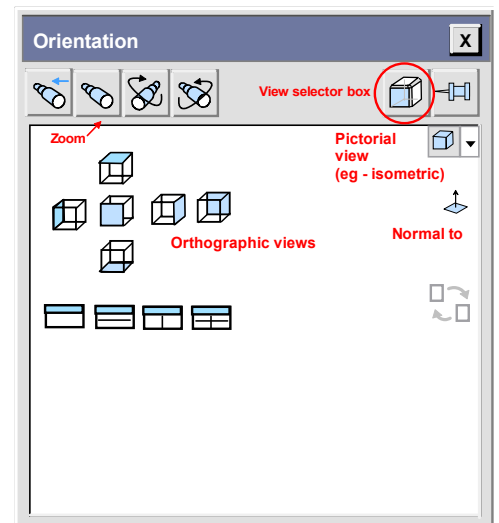 Orientation
X
View selector box
Zoom
Pictorial
view
(eg - isometric)
Normal to
Orthographic views